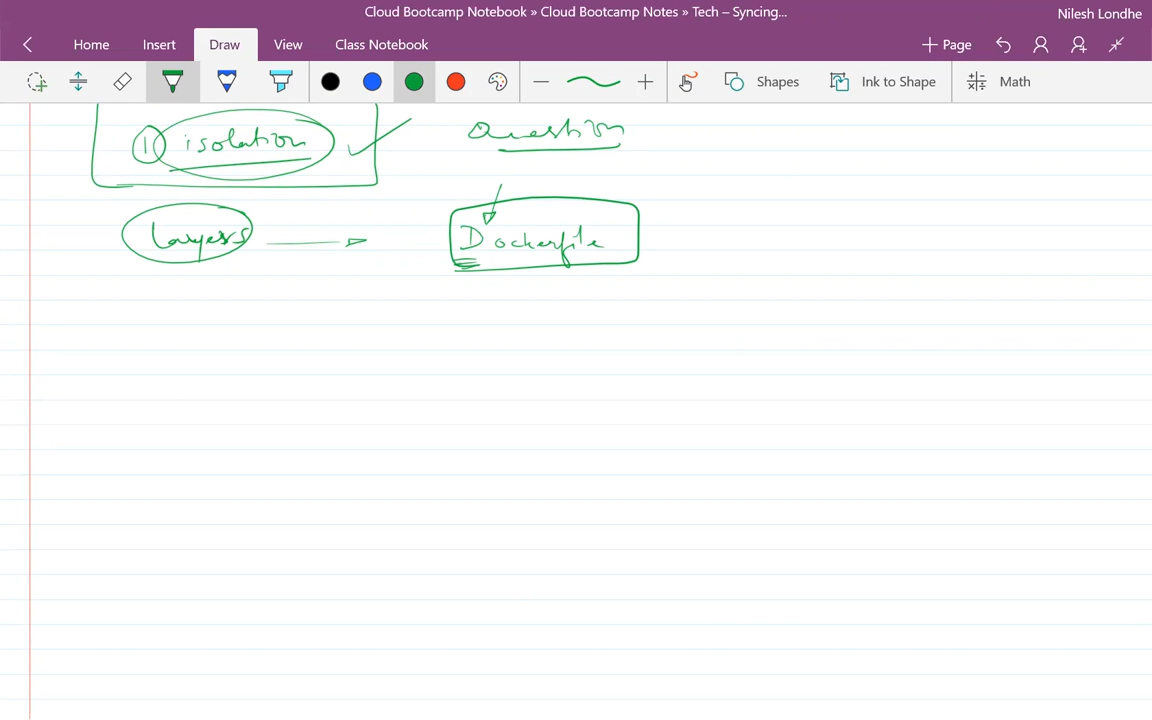 Cloud Bootcamp Notebook » Cloud Bootcamp Notes » Tech – Syncing...
Nilesh Londhe
Home Insert Draw View Class Notebook Page
Shapes Ink to Shape Math
1 isolation Question
Layers Dockerfile